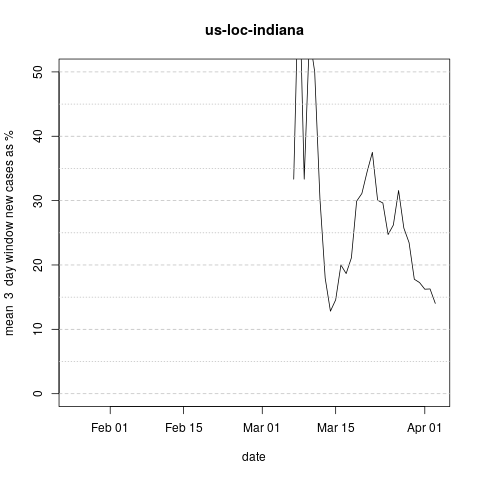 us-loc-indiana
mean  3  day window new cases as %
50
40
30
20
10
0
Feb 01
Feb 15
Mar 01
Mar 15
Apr 01
date